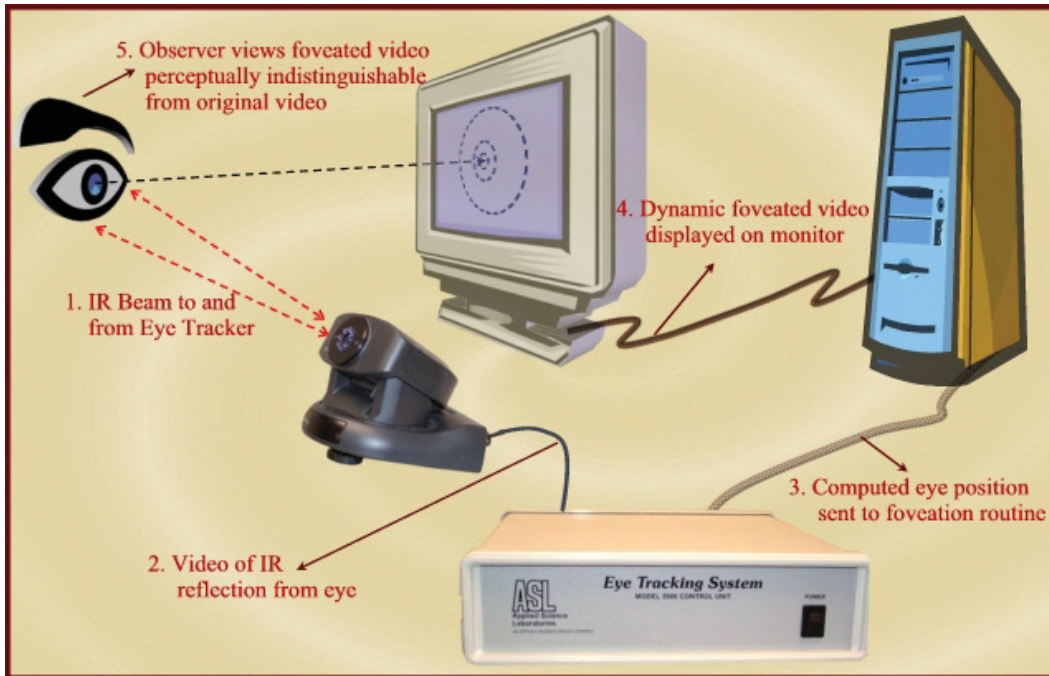 5. Observer views foveated video
perceptually indistinguishable
from original video
4. Dynamic foveated video
displayed on monitor
1. IR Beam to and
from Eye Tracker
3. Computed eye position
sent to foveation routine
2. Video of IR
reflection from eye
Eye Tracking System
MODEL 5000 CONTROL UNIT
POWER
ASL
Applied Science
Laboratories